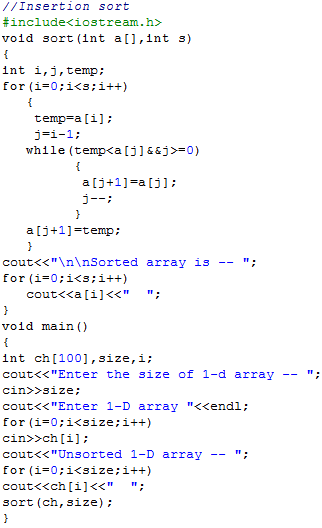 //Insertion sort
#include<iostream.h>
void sort(int a[],int s)
{
int i,j,temp;
for(i=0;i<s;i++)
{
temp=a[i];
j=i-1;
while(temp<a[j]&&j>=0)
{
a[j+1]=a[j];
j--;
}
a[j+1]=temp;
}
cout<<"\n\nSorted array is -- ";
for(i=0;i<s;i++)
cout<<a[i]<<"  ";
}
void main()
{
int ch[100],size,i;
cout<<"Enter the size of 1-d array -- ";
cin>>size;
cout<<"Enter 1-D array "<<endl;
for(i=0;i<size;i++)
cin>>ch[i];
cout<<"Unsorted 1-D array -- ";
for(i=0;i<size;i++)
cout<<ch[i]<<"  ";
sort(ch,size);
}